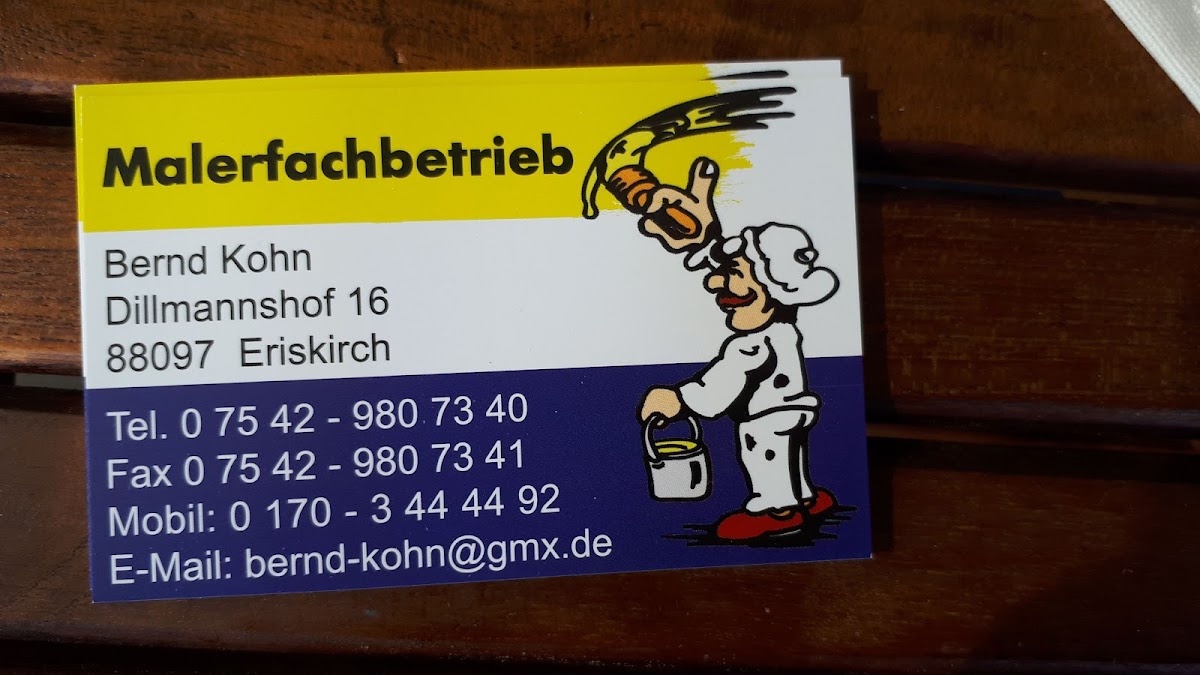 Malerfachbetrieb
Bernd Kohn
Dillmannshof 16
88097 Eriskirch
Tel. 0 75 42 - 980 73 40
Fax 0 75 42 - 980 73 41
Mobil: 0 170 - 3 44 44 92
E-Mail: bernd-kohn@gmx.de